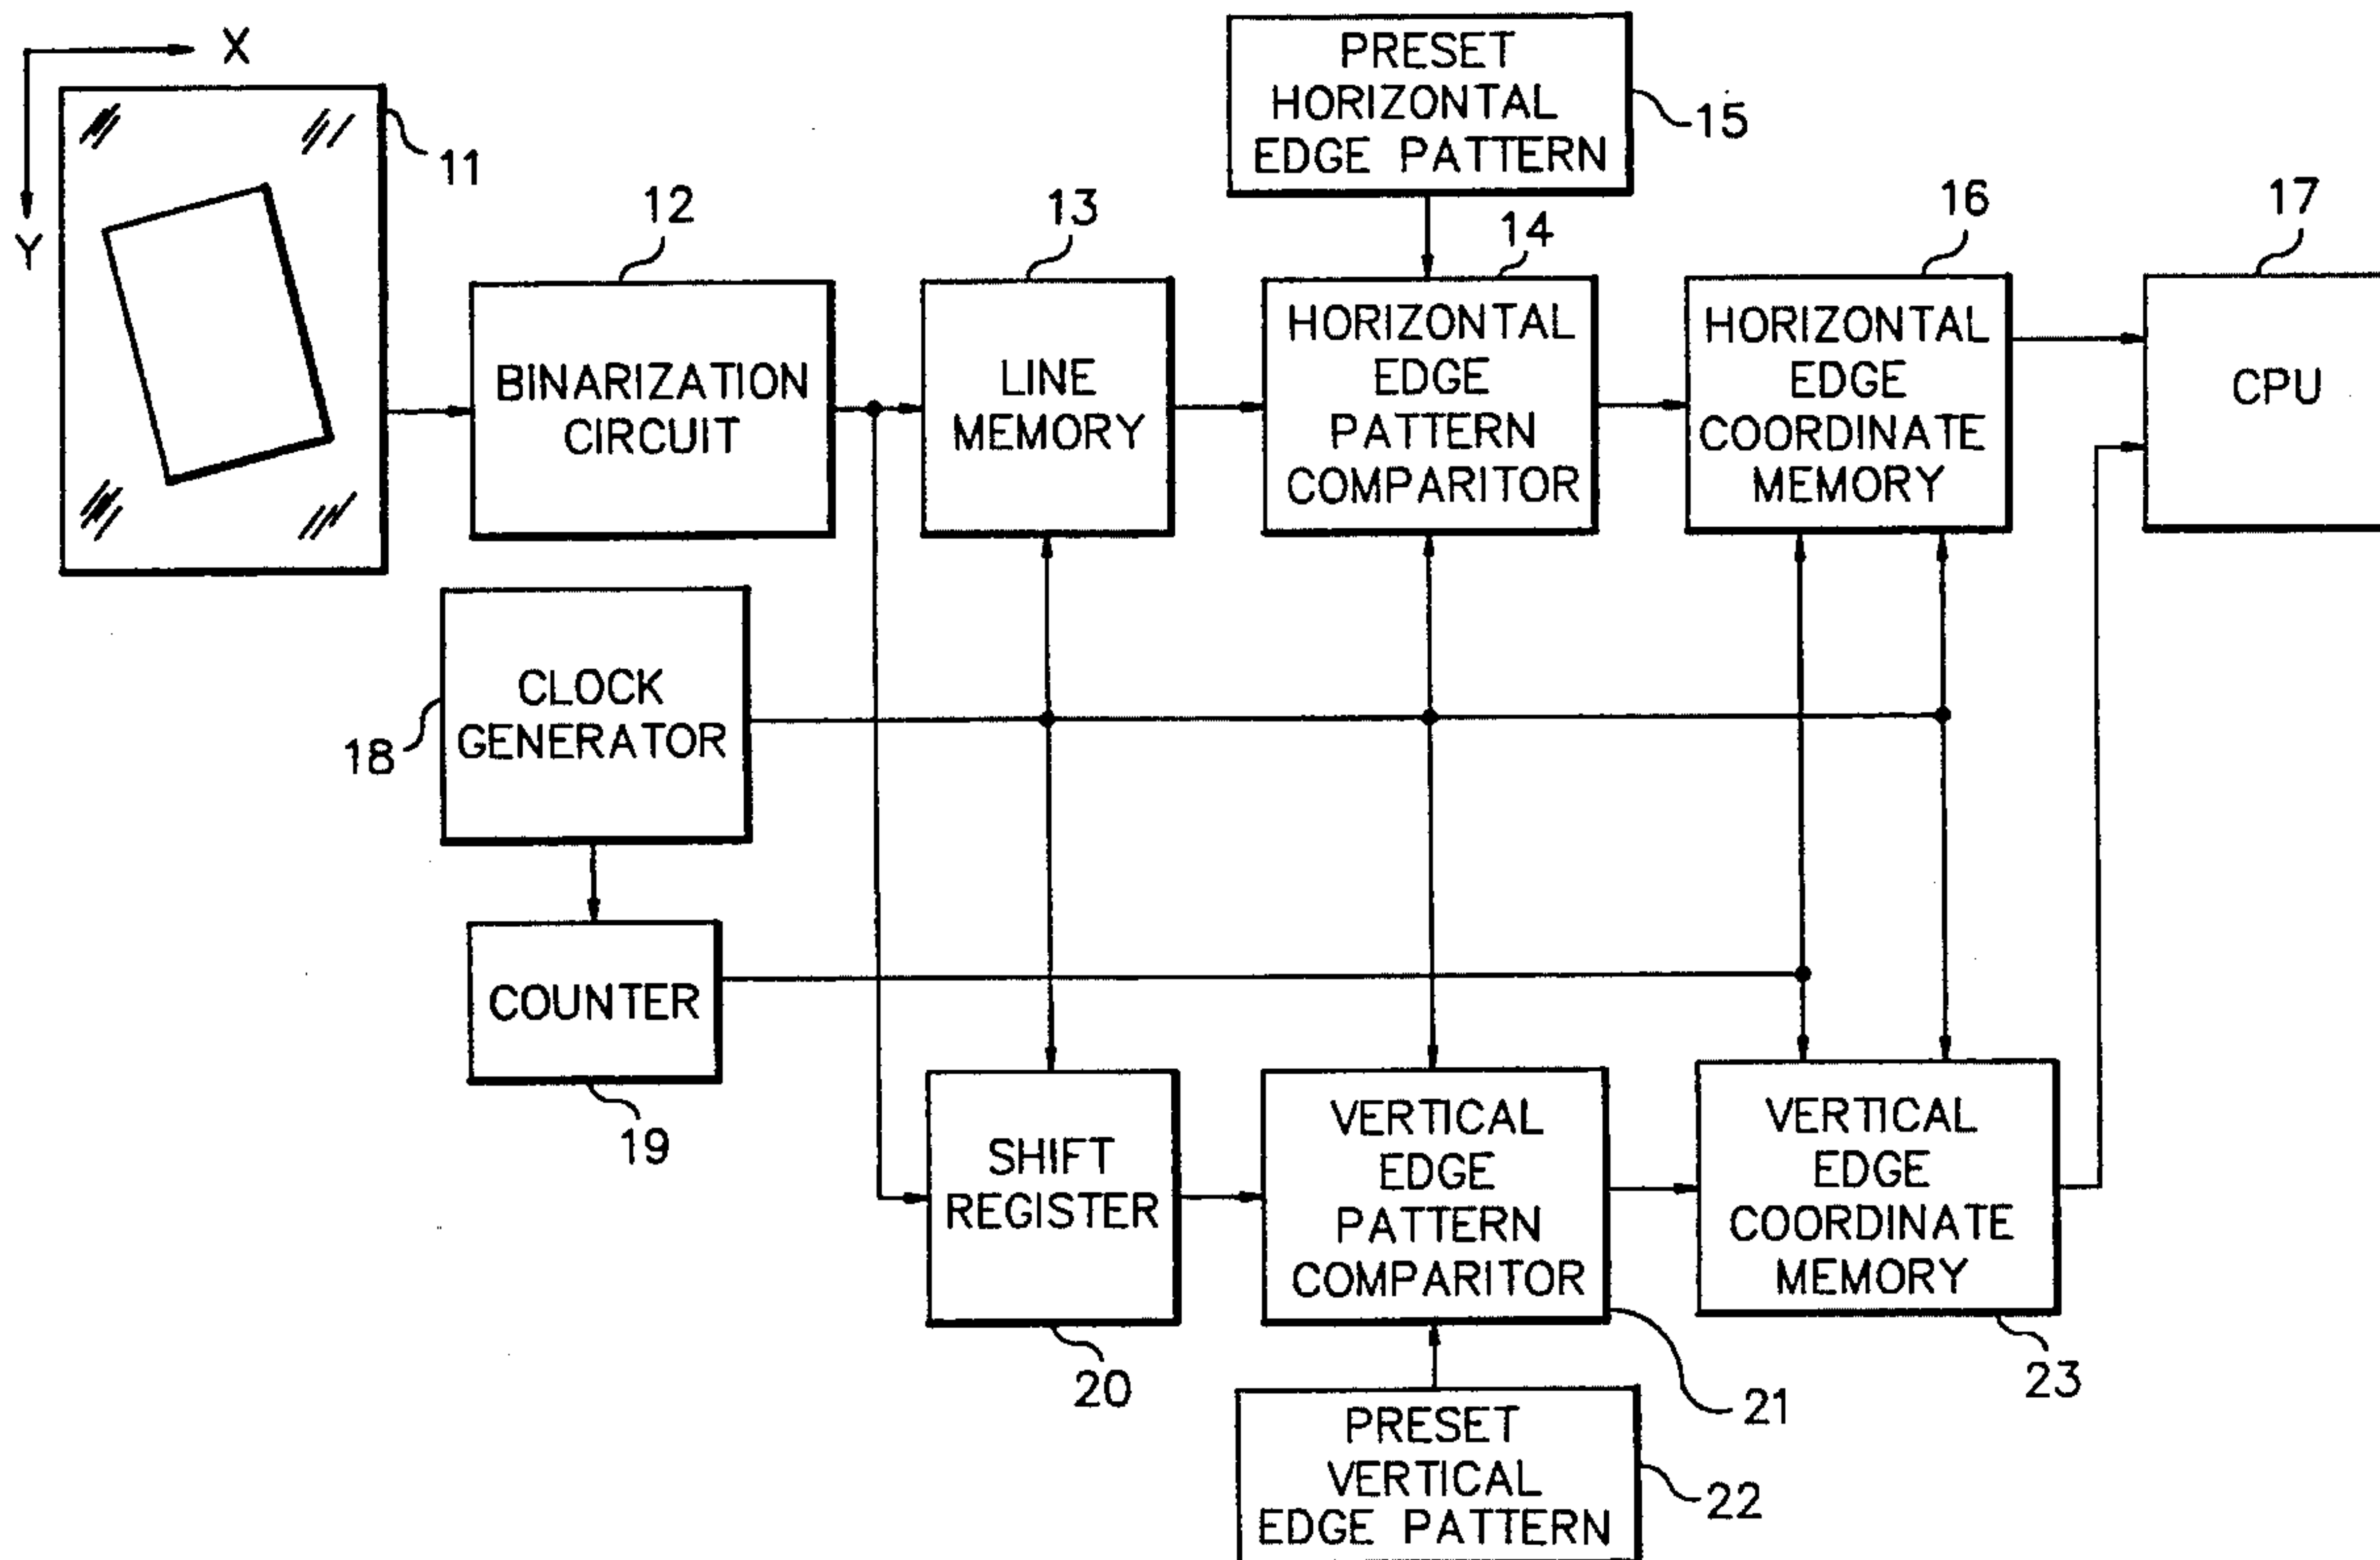 X
Y
11
PRESET
HORIZONTAL
EDGE PATTERN
15
12
BINARIZATION
CIRCUIT
13
LINE
MEMORY
14
HORIZONTAL
EDGE
PATTERN
COMPARITOR
16
HORIZONTAL
EDGE
COORDINATE
MEMORY
17
CPU
CLOCK
GENERATOR
18
COUNTER
19
SHIFT
REGISTER
20
VERTICAL
EDGE
PATTERN
COMPARITOR
21
VERTICAL
EDGE
COORDINATE
MEMORY
23
PRESET
VERTICAL
EDGE PATTERN
22